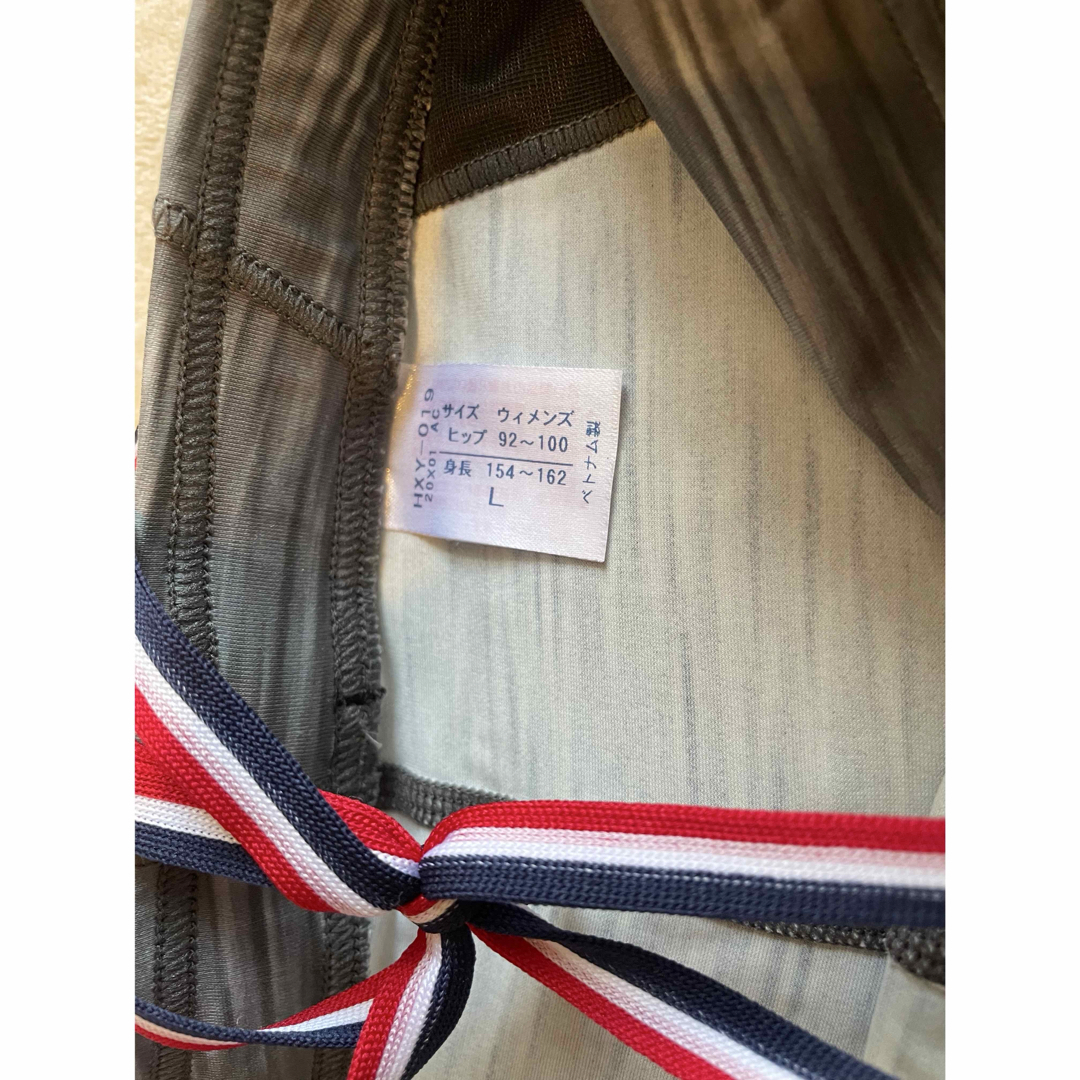 サイズ ウィメンズ
ヒップ 92～100
身長 154～162
L
HXY-019
20X01 AC
ベトナム製